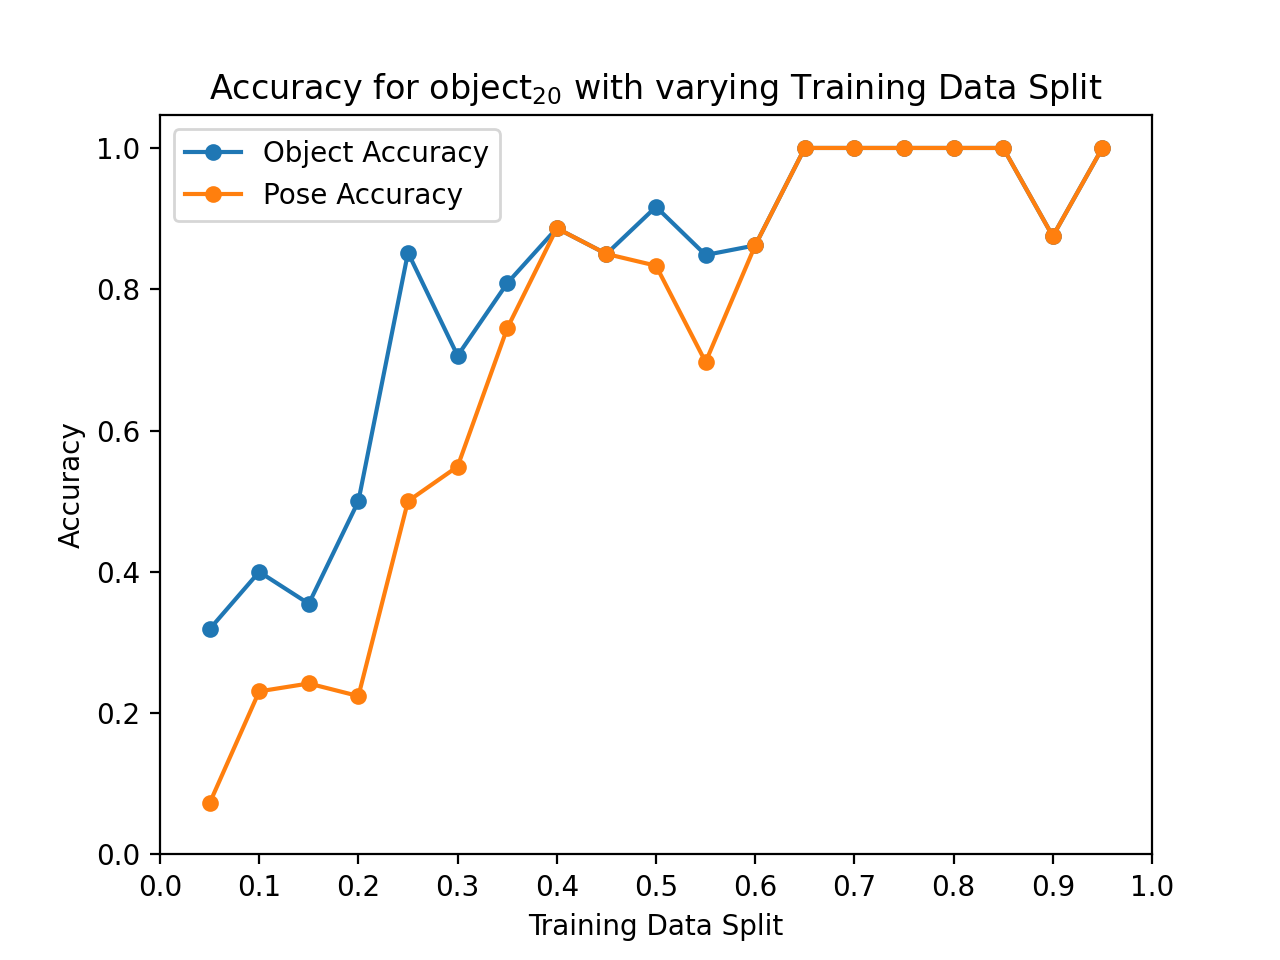 Accuracy for object₂₀ with varying Training Data Split
Object Accuracy
Pose Accuracy
1.0
0.8
0.6
0.4
0.2
0.0
Accuracy
0.0 0.1 0.2 0.3 0.4 0.5 0.6 0.7 0.8 0.9 1.0
Training Data Split